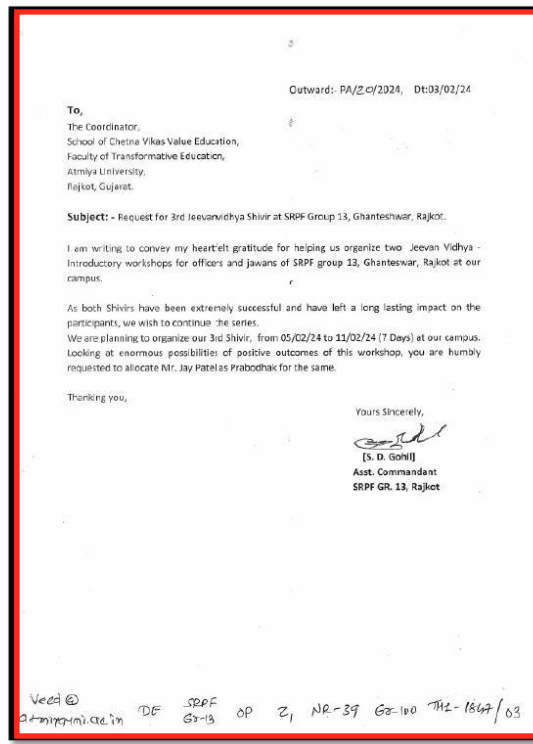 Outward:- PA/20/2024, Dt:03/02/24
To,
The Coordinator,
School of Chetna Vikas Value Education,
Faculty of Transformative Education,
Atmiya University,
Rajkot, Gujarat.
Subject: - Request for 3rd Jeevanvidhya Shivir at SRPF Group 13, Ghanteshwar, Rajkot.
I am writing to convey my heartfelt gratitude for helping us organize two Jeevan Vidhya -
Introductory workshops for officers and jawans of SRPF group 13, Ghanteswar, Rajkot at our
campus.
As both Shivirs have been extremely successful and have left a long lasting impact on the
participants, we wish to continue the series.
We are planning to organize our 3rd Shivir, from 05/02/24 to 11/02/24 (7 Days) at our campus.
Looking at enormous possibilities of positive outcomes of this workshop, you are humbly
requested to allocate Mr. Jay Patel as Prabodhak for the same.
Thanking you,
Yours Sincerely,
[S. D. Gohil]
Asst. Commandant
SRPF GR. 13, Rajkot
DE SRPF Gr-13 OP NR-39 Gr-100